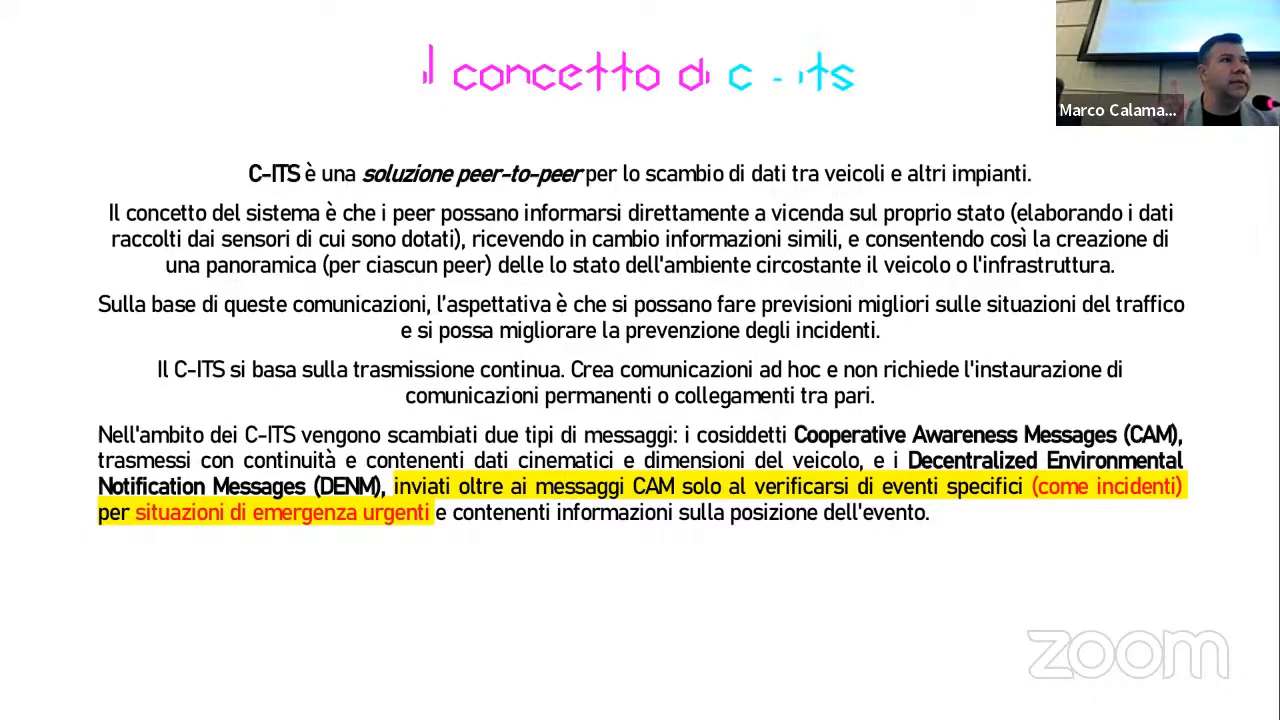 il concetto di c - its
Marco Calama...
C-ITS è una soluzione peer-to-peer per lo scambio di dati tra veicoli e altri impianti.
Il concetto del sistema è che i peer possano informarsi direttamente a vicenda sul proprio stato (elaborando i dati
raccolti dai sensori di cui sono dotati), ricevendo in cambio informazioni simili, e consentendo così la creazione di
una panoramica (per ciascun peer) delle lo stato dell'ambiente circostante il veicolo o l'infrastruttura.
Sulla base di queste comunicazioni, l’aspettativa è che si possano fare previsioni migliori sulle situazioni del traffico
e si possa migliorare la prevenzione degli incidenti.
Il C-ITS si basa sulla trasmissione continua. Crea comunicazioni ad hoc e non richiede l'instaurazione di
comunicazioni permanenti o collegamenti tra pari.
Nell'ambito dei C-ITS vengono scambiati due tipi di messaggi: i cosiddetti Cooperative Awareness Messages (CAM),
trasmessi con continuità e contenenti dati cinematici e dimensioni del veicolo, e i Decentralized Environmental
Notification Messages (DENM), inviati oltre ai messaggi CAM solo al verificarsi di eventi specifici (come incidenti)
per situazioni di emergenza urgenti e contenenti informazioni sulla posizione dell'evento.
zoom